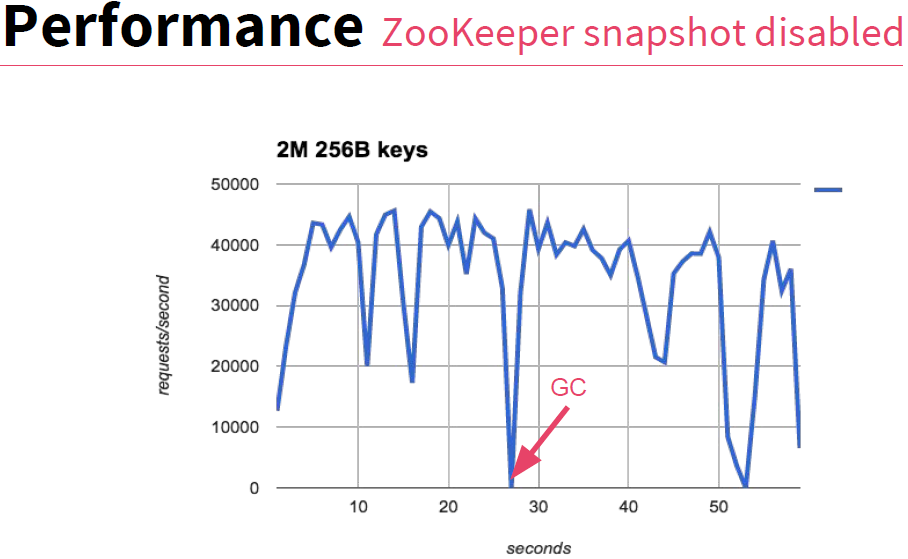 Performance ZooKeeper snapshot disabled
2M 256B keys
50000
40000
30000
20000
10000
0
requests/second
GC
10 20 30 40 50
seconds